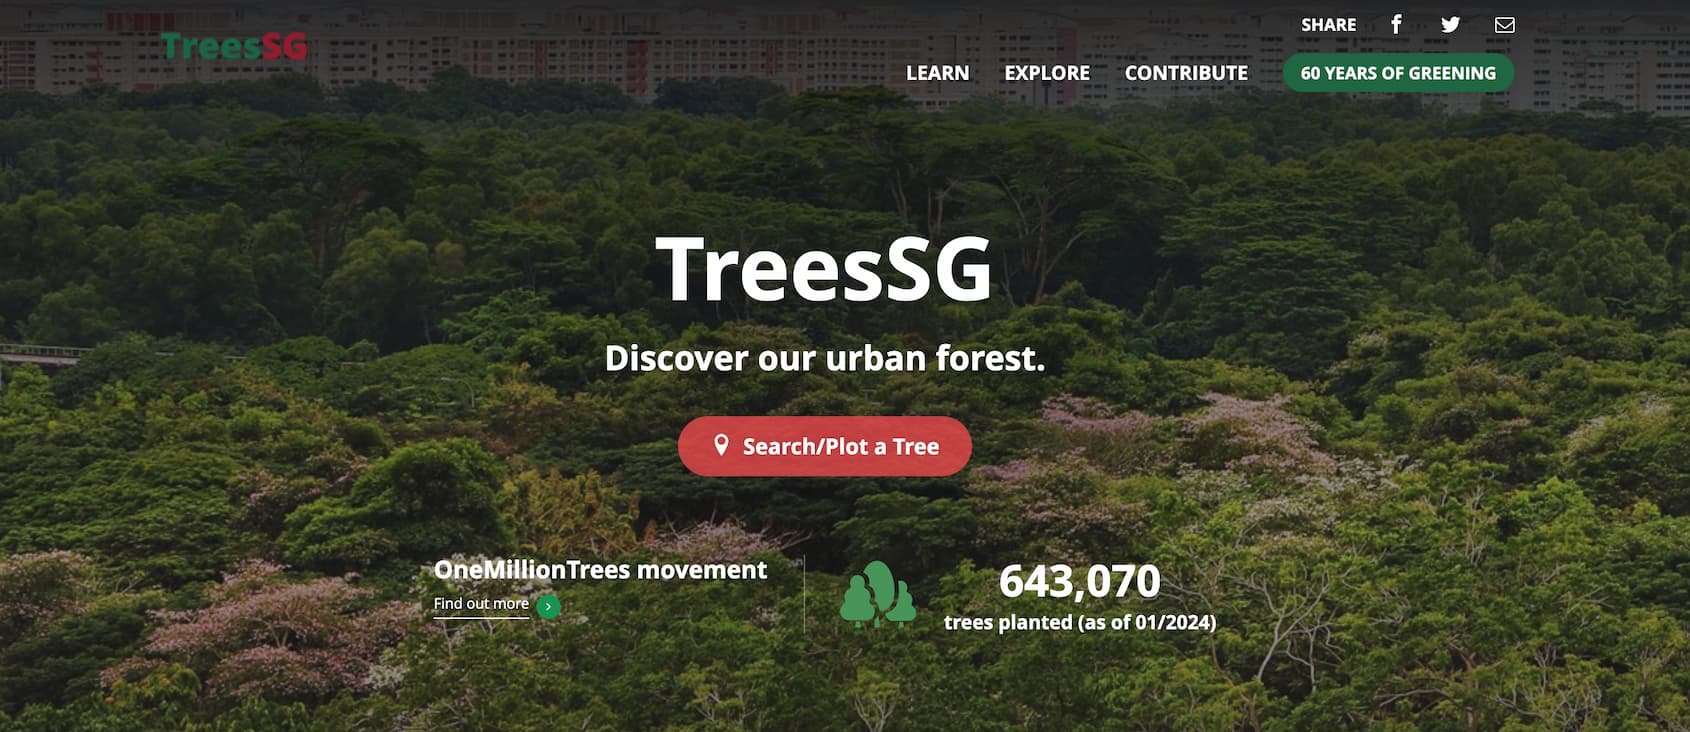 TreesSG
SHARE
LEARN EXPLORE CONTRIBUTE 60 YEARS OF GREENING
TreesSG
Discover our urban forest.
Search/Plot a Tree
OneMillionTrees movement
Find out more
643,070
trees planted (as of 01/2024)